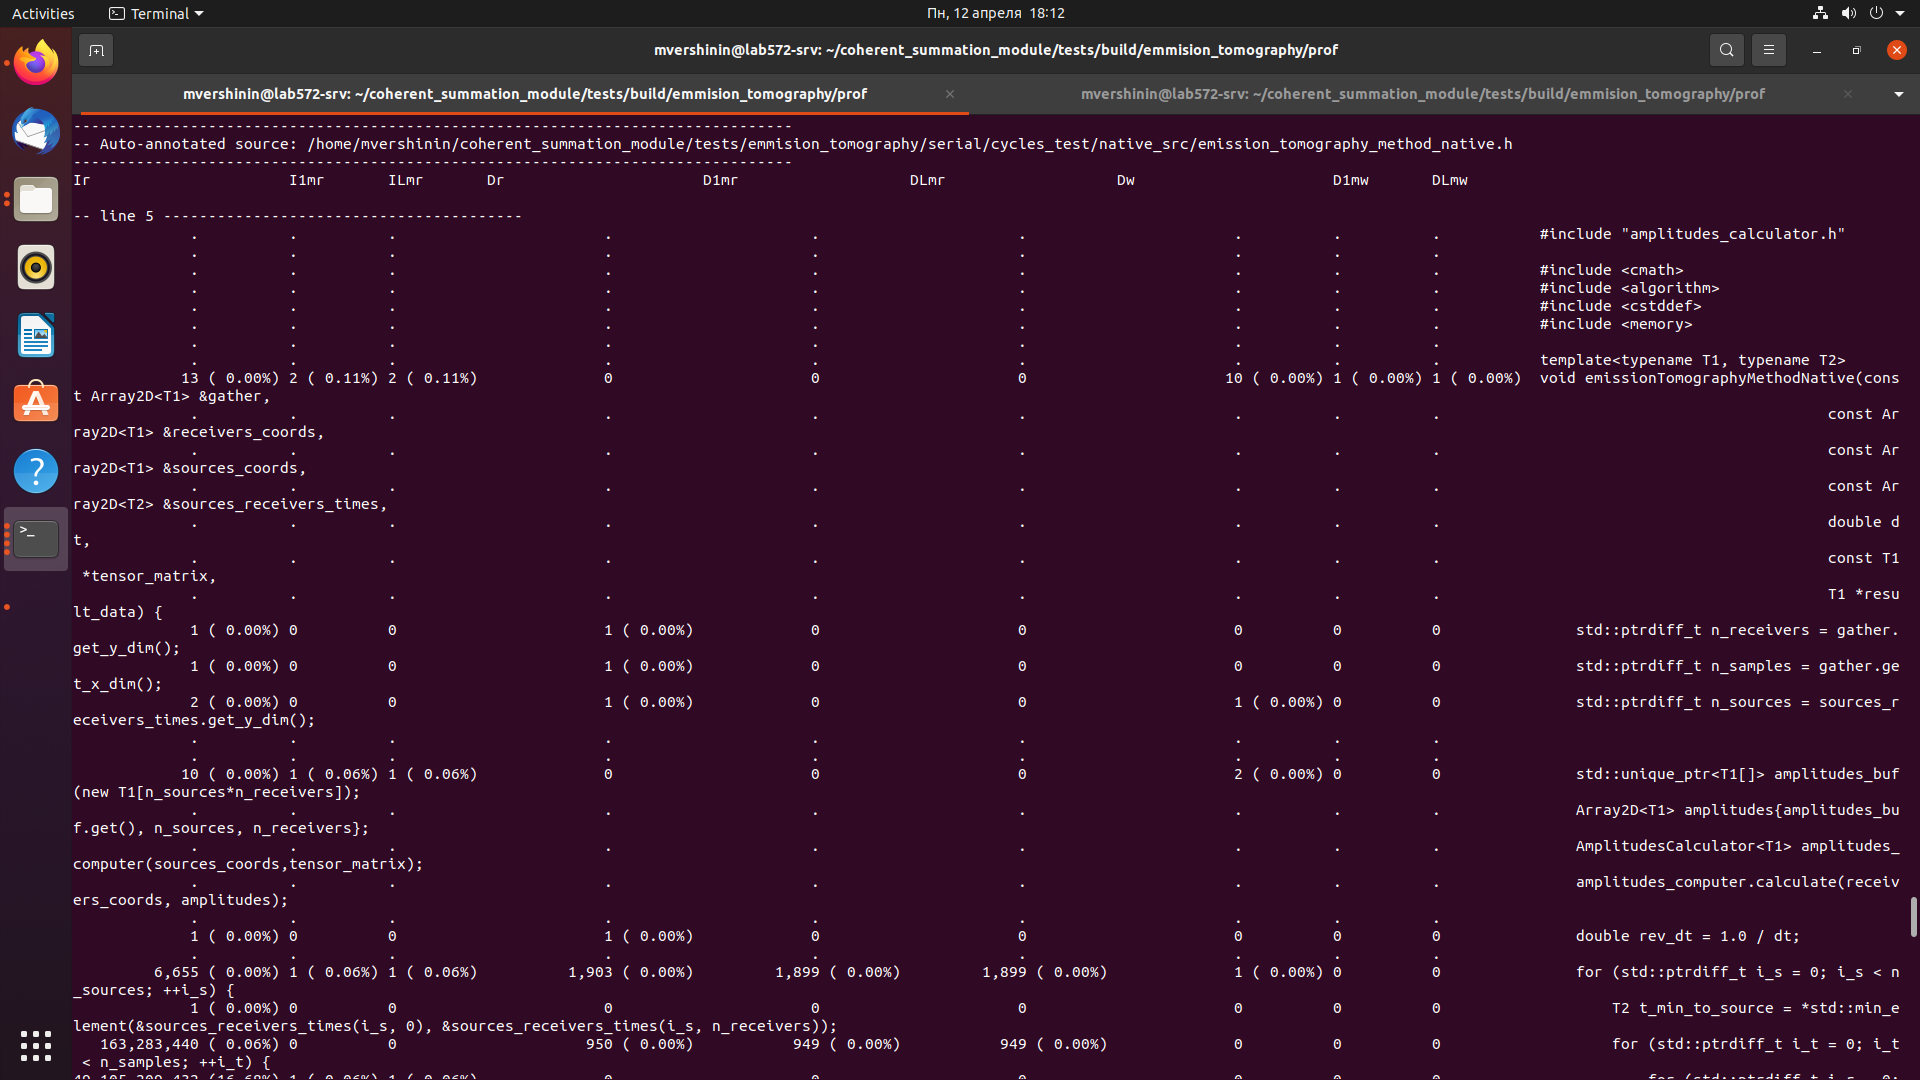 Activities Terminal Пн, 12 апреля 18:12
mvershinin@lab572-srv: ~/coherent_summation_module/tests/build/emmision_tomography/prof
mvershinin@lab572-srv: ~/coherent_summation_module/tests/build/emmision_tomography/prof × mvershinin@lab572-srv: ~/coherent_summation_module/tests/build/emmision_tomography/prof ×
--------------------------------------------------------------------------------
-- Auto-annotated source: /home/mvershinin/coherent_summation_module/tests/emmision_tomography/serial/cycles_test/native_src/emission_tomography_method_native.h
--------------------------------------------------------------------------------
Ir I1mr ILmr Dr D1mr DLmr Dw D1mw DLmw
-- line 5 ----------------------------------------
. . . . . . . . . #include "amplitudes_calculator.h"
. . . . . . . . .
. . . . . . . . . #include <cmath>
. . . . . . . . . #include <algorithm>
. . . . . . . . . #include <cstddef>
. . . . . . . . . #include <memory>
. . . . . . . . .
. . . . . . . . . template<typename T1, typename T2>
13 ( 0.00%) 2 ( 0.11%) 2 ( 0.11%) 0 0 0 10 ( 0.00%) 1 ( 0.00%) 1 ( 0.00%) void emissionTomographyMethodNative(cons
t Array2D<T1> &gather,
. . . . . . . . . const Ar
ray2D<T1> &receivers_coords,
. . . . . . . . . const Ar
ray2D<T1> &sources_coords,
. . . . . . . . . const Ar
ray2D<T2> &sources_receivers_times,
. . . . . . . . . double d
t,
. . . . . . . . . const T1
*tensor_matrix,
. . . . . . . . . T1 *resu
lt_data) {
1 ( 0.00%) 0 0 1 ( 0.00%) 0 0 0 0 0 std::ptrdiff_t n_receivers = gather.
get_y_dim();
1 ( 0.00%) 0 0 1 ( 0.00%) 0 0 0 0 0 std::ptrdiff_t n_samples = gather.ge
t_x_dim();
2 ( 0.00%) 0 0 1 ( 0.00%) 0 0 1 ( 0.00%) 0 0 std::ptrdiff_t n_sources = sources_r
eceivers_times.get_y_dim();
. . . . . . . . .
. . . . . . . . .
10 ( 0.00%) 1 ( 0.06%) 1 ( 0.06%) 0 0 0 2 ( 0.00%) 0 0 std::unique_ptr<T1[]> amplitudes_buf
(new T1[n_sources*n_receivers]);
. . . . . . . . . Array2D<T1> amplitudes{amplitudes_bu
f.get(), n_sources, n_receivers};
. . . . . . . . . AmplitudesCalculator<T1> amplitudes_
computer(sources_coords,tensor_matrix);
. . . . . . . . . amplitudes_computer.calculate(receiv
ers_coords, amplitudes);
. . . . . . . . .
1 ( 0.00%) 0 0 1 ( 0.00%) 0 0 0 0 0 double rev_dt = 1.0 / dt;
. . . . . . . . .
6,655 ( 0.00%) 1 ( 0.06%) 1 ( 0.06%) 1,903 ( 0.00%) 1,899 ( 0.00%) 1,899 ( 0.00%) 1 ( 0.00%) 0 0 for (std::ptrdiff_t i_s = 0; i_s < n
_sources; ++i_s) {
1 ( 0.00%) 0 0 0 0 0 0 0 0 T2 t_min_to_source = *std::min_e
lement(&sources_receivers_times(i_s, 0), &sources_receivers_times(i_s, n_receivers));
163,283,440 ( 0.06%) 0 0 950 ( 0.00%) 949 ( 0.00%) 949 ( 0.00%) 0 0 0 for (std::ptrdiff_t i_t = 0; i_t
< n_samples; ++i_t) {